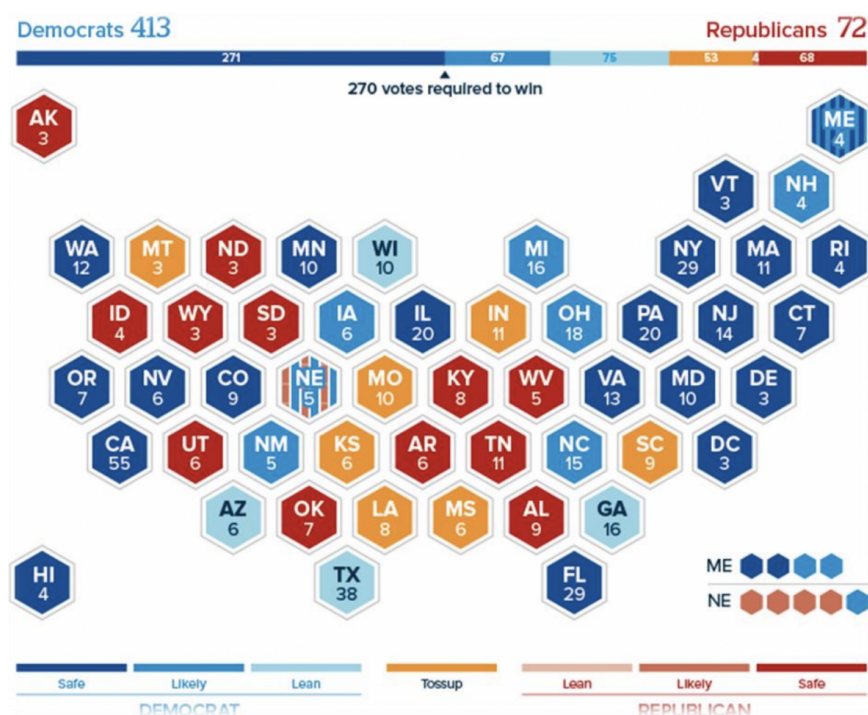 Democrats 413 Republicans 72
271 67 75 53 4 68
270 votes required to win
AK
3
ME
4
VT
3
NH
4
WA
12
MT
3
ND
3
MN
10
WI
10
MI
16
NY
29
MA
11
RI
4
ID
4
WY
3
SD
3
IA
6
IL
20
IN
11
OH
18
PA
20
NJ
14
CT
7
OR
7
NV
6
CO
9
NE
5
MO
10
KY
8
WV
5
VA
13
MD
10
DE
3
CA
55
UT
6
NM
5
KS
6
AR
6
TN
11
NC
15
SC
9
DC
3
AZ
6
OK
7
LA
8
MS
6
AL
9
GA
16
HI
4
TX
38
FL
29
ME
NE
Safe Likely Lean Tossup Lean Likely Safe
DEMOCRAT REPUBLICAN